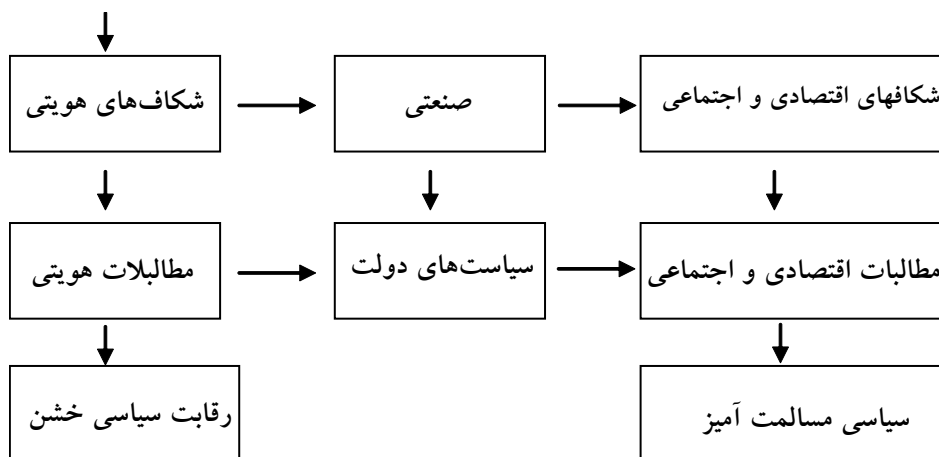 شکاف‌های هویتی
صنعتی
شکافهای اقتصادی و اجتماعی
مطالبلات هویتی
سیاست‌های دولت
مطالبات اقتصادی و اجتماعی
رقابت سیاسی خشن
سیاسی مسالمت آمیز